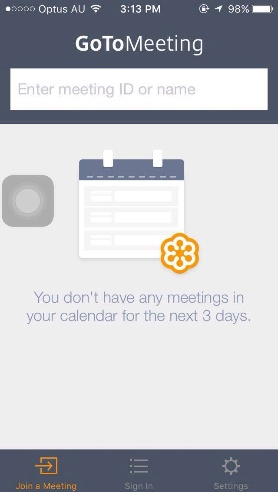 Optus AU 3:13 PM 98%
GoToMeeting
Enter meeting ID or name
You don't have any meetings in
your calendar for the next 3 days.
Join a Meeting Sign In Settings